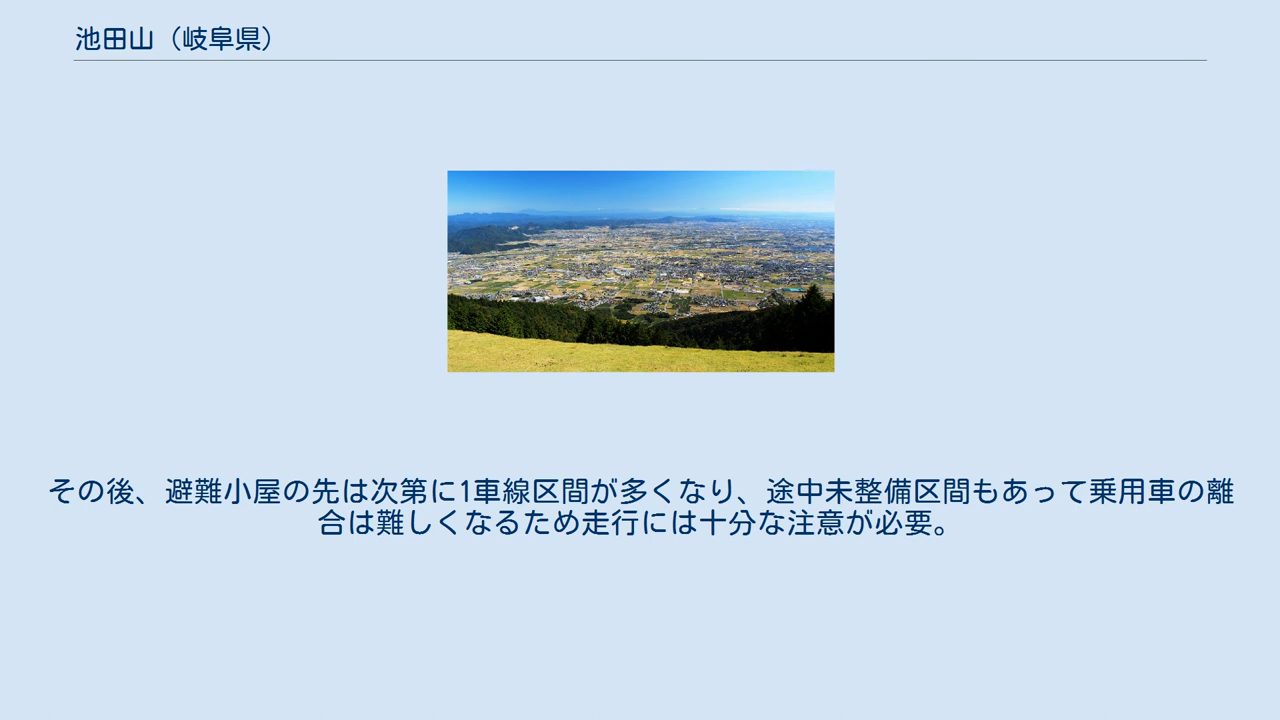 池田山（岐阜県）
その後、避難小屋の先は次第に1車線区間が多くなり、途中未整備区間もあって乗用車の離
合は難しくなるため走行には十分な注意が必要。